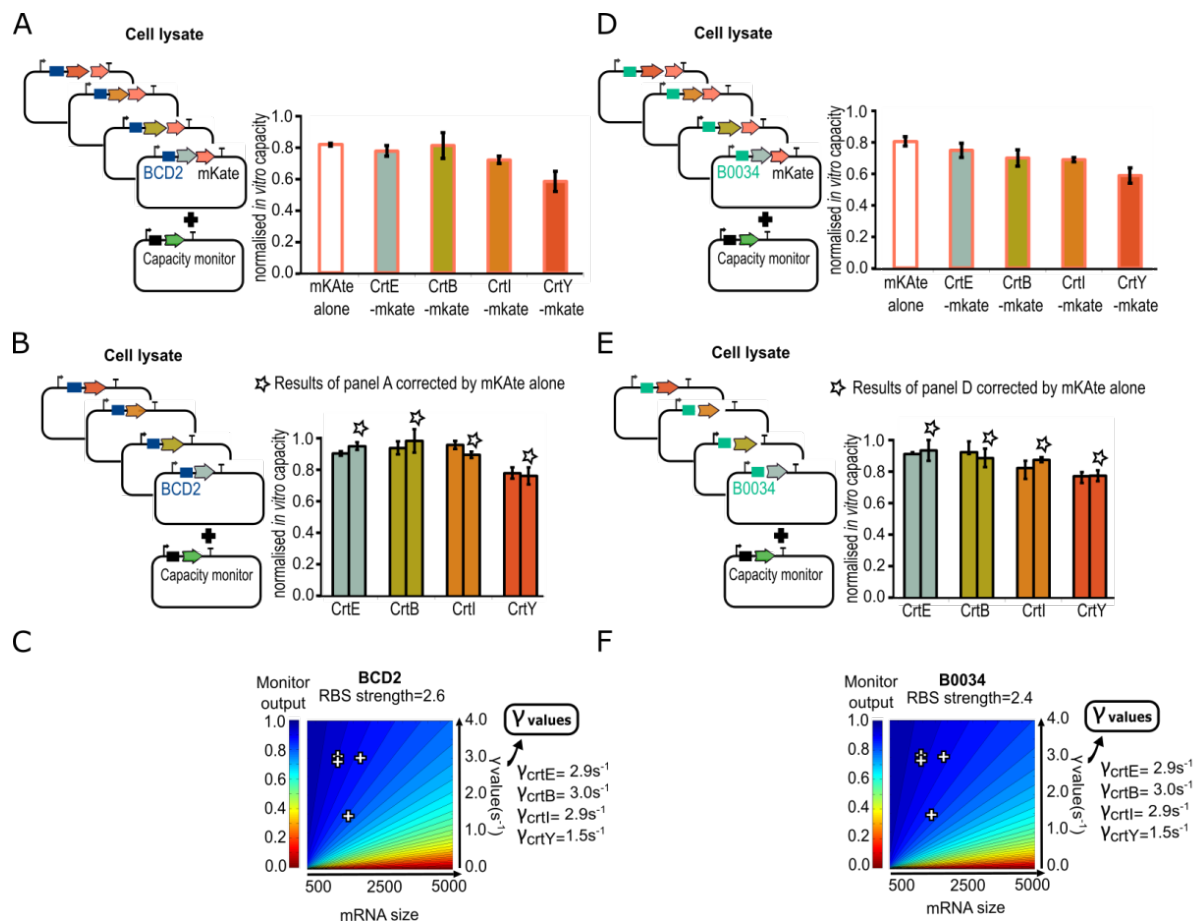 A
Cell lysate
BCD2
mKate
Capacity monitor
normalised in vitro capacity
1.0
0.8
0.6
0.4
0.2
0.0
mKAte alone
CrtE -mkate
CrtB -mkate
CrtI -mkate
CrtY -mkate
D
Cell lysate
B0034
mKate
Capacity monitor
normalised in vitro capacity
1.0
0.8
0.6
0.4
0.2
0.0
mKAte alone
CrtE -mkate
CrtB -mkate
CrtI -mkate
CrtY -mkate
B
Cell lysate
Results of panel A corrected by mKAte alone
BCD2
Capacity monitor
normalised in vitro capacity
1.0
0.8
0.6
0.4
0.2
0.0
CrtE CrtB CrtI CrtY
E
Cell lysate
Results of panel D corrected by mKAte alone
B0034
Capacity monitor
normalised in vitro capacity
1.0
0.8
0.6
0.4
0.2
0.0
CrtE CrtB CrtI CrtY
C
Monitor output
1.0
0.8
0.6
0.4
0.2
0.0
BCD2
RBS strength=2.6
4.0
3.0
2.0
1.0
0.0
γ value(s⁻¹)
500 2500 5000
mRNA size
γ values
γcrtE= 2.9s⁻¹
γcrtB= 3.0s⁻¹
γcrtI= 2.9s⁻¹
γcrtY= 1.5s⁻¹
F
Monitor output
1.0
0.8
0.6
0.4
0.2
0.0
B0034
RBS strength=2.4
4.0
3.0
2.0
1.0
0.0
γ value(s⁻¹)
500 2500 5000
mRNA size
γ values
γcrtE= 2.9s⁻¹
γcrtB= 3.0s⁻¹
γcrtI= 2.9s⁻¹
γcrtY= 1.5s⁻¹